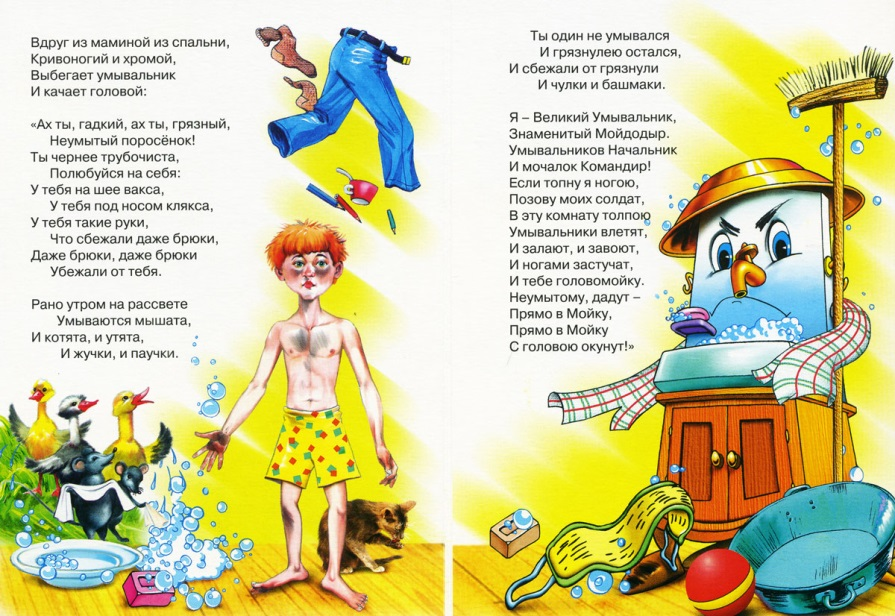 Вдруг из маминой из спальни,
Кривоногий и хромой,
Выбегает умывальник
И качает головой:
«Ах ты, гадкий, ах ты, грязный,
Неумытый поросёнок!
Ты чернее трубочиста,
Полюбуйся на себя:
У тебя на шее вакса,
У тебя под носом клякса,
У тебя такие руки,
Что сбежали даже брюки,
Даже брюки, даже брюки
Убежали от тебя.
Рано утром на рассвете
Умываются мышата,
И котята, и утята,
И жучки, и паучки.
Ты один не умывался
И грязнулею остался,
И сбежали от грязнули
И чулки и башмаки.
Я – Великий Умывальник,
Знаменитый Мойдодыр.
Умывальников Начальник
И мочалок Командир!
Если топну я ногою,
Позову моих солдат,
В эту комнату толпою
Умывальники влетят,
И залают, и завоют,
И ногами застучат,
И тебе головомойку.
Неумытому, дадут –
Прямо в Мойку,
Прямо в Мойку
С головою окунут!»